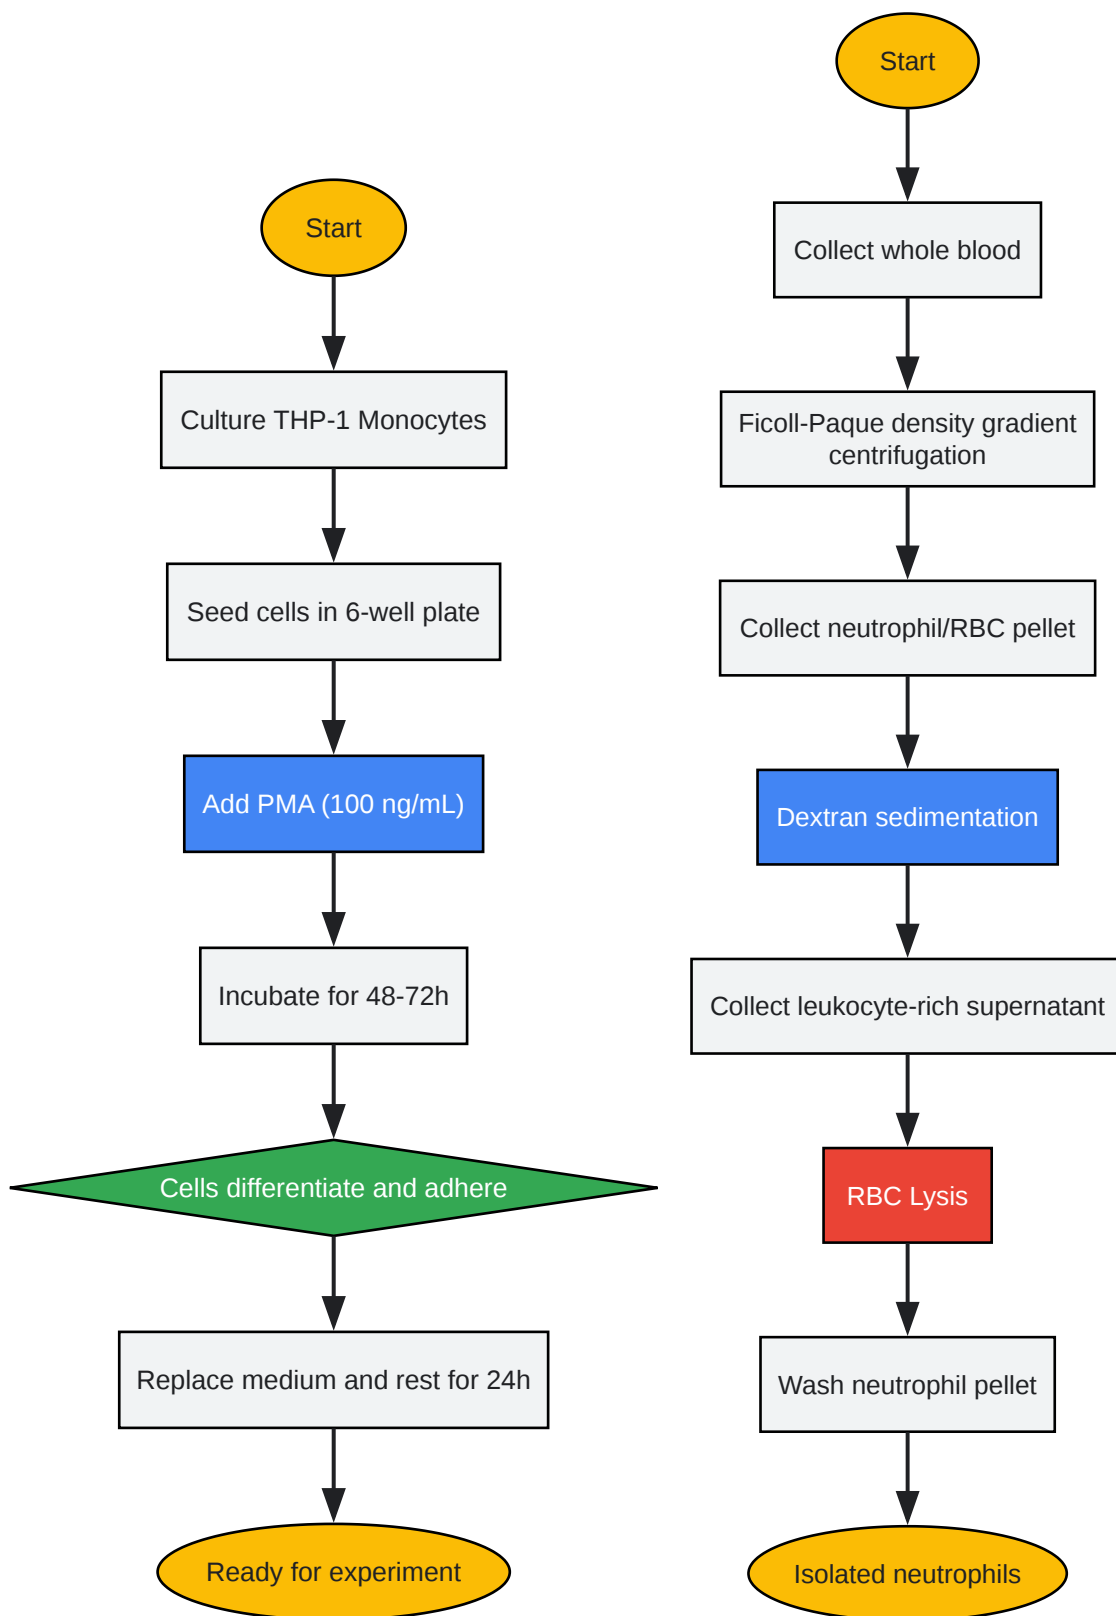 Start
Culture THP-1 Monocytes
Seed cells in 6-well plate
Add PMA (100 ng/mL)
Incubate for 48-72h
Cells differentiate and adhere
Replace medium and rest for 24h
Ready for experiment
Start
Collect whole blood
Ficoll-Paque density gradient
centrifugation
Collect neutrophil/RBC pellet
Dextran sedimentation
Collect leukocyte-rich supernatant
RBC Lysis
Wash neutrophil pellet
Isolated neutrophils